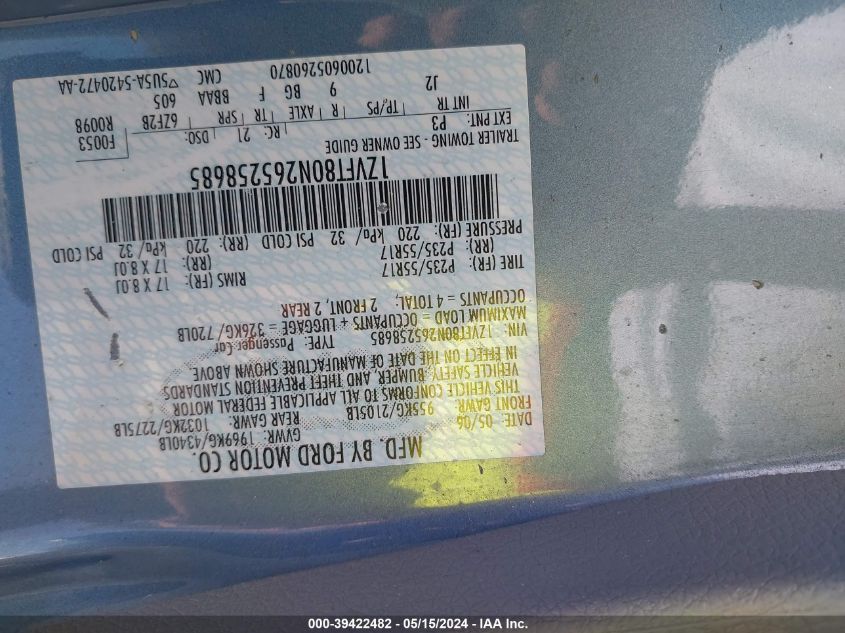 MFD. BY FORD MOTOR CO.
DATE: 05/06 GVWR: 1969KG/4340LB
FRONT GAWR: 955KG/2105LB REAR GAWR: 1032KG/2275LB
THIS VEHICLE CONFORMS TO ALL APPLICABLE FEDERAL MOTOR
VEHICLE SAFETY, BUMPER, AND THEFT PREVENTION STANDARDS
IN EFFECT ON THE DATE OF MANUFACTURE SHOWN ABOVE
VIN: 1ZVFT80N265258685 TYPE: Passenger Car
MAXIMUM LOAD = OCCUPANTS + LUGGAGE = 326KG/720LB
OCCUPANTS = 4 TOTAL; 2 FRONT, 2 REAR
TIRE (FR): P235/55R17 RIMS (FR): 17 X 8.0J
(RR): P235/55R17 (RR): 17 X 8.0J
PRESSURE (FR): 220 kPa/ 32 PSI COLD (RR): 220 kPa/ 32 PSI COLD
1ZVFT80N265258685
TRAILER TOWING - SEE OWNER GUIDE
F0053
EXT PNT: P3 RC: 21 DSO: R0098
INT TR TP/PS R AXLE TR SPR 6ZF2B
J2 9 BG F BBAA 605
1200605260870 CMC ▽5U5A-5420472-AA
000-39422482 - 05/15/2024 - IAA Inc.